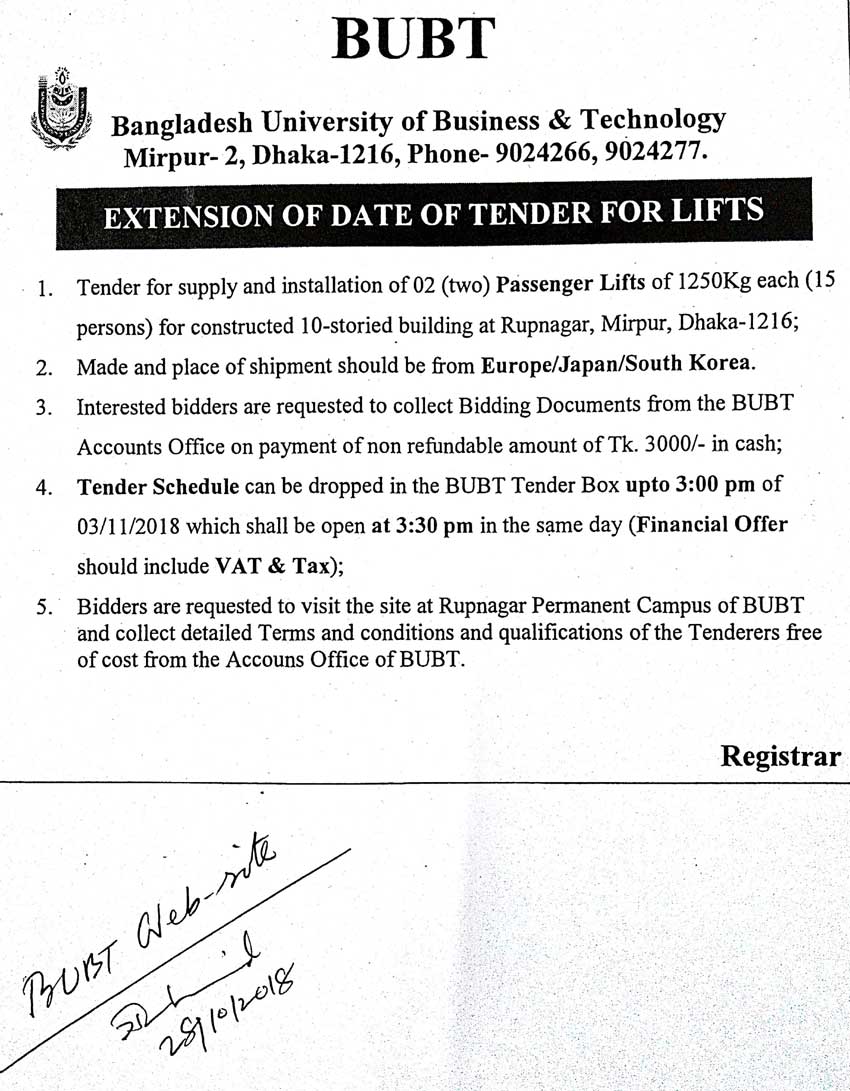 BUBT
Bangladesh University of Business & Technology
Mirpur- 2, Dhaka-1216, Phone- 9024266, 9024277.
EXTENSION OF DATE OF TENDER FOR LIFTS
1. Tender for supply and installation of 02 (two) Passenger Lifts of 1250Kg each (15
persons) for constructed 10-storied building at Rupnagar, Mirpur, Dhaka-1216;
2. Made and place of shipment should be from Europe/Japan/South Korea.
3. Interested bidders are requested to collect Bidding Documents from the BUBT
Accounts Office on payment of non refundable amount of Tk. 3000/- in cash;
4. Tender Schedule can be dropped in the BUBT Tender Box upto 3:00 pm of
03/11/2018 which shall be open at 3:30 pm in the same day (Financial Offer
should include VAT & Tax);
5. Bidders are requested to visit the site at Rupnagar Permanent Campus of BUBT
and collect detailed Terms and conditions and qualifications of the Tenderers free
of cost from the Accouns Office of BUBT.
Registrar
BUBT Web-site
28/10/2018